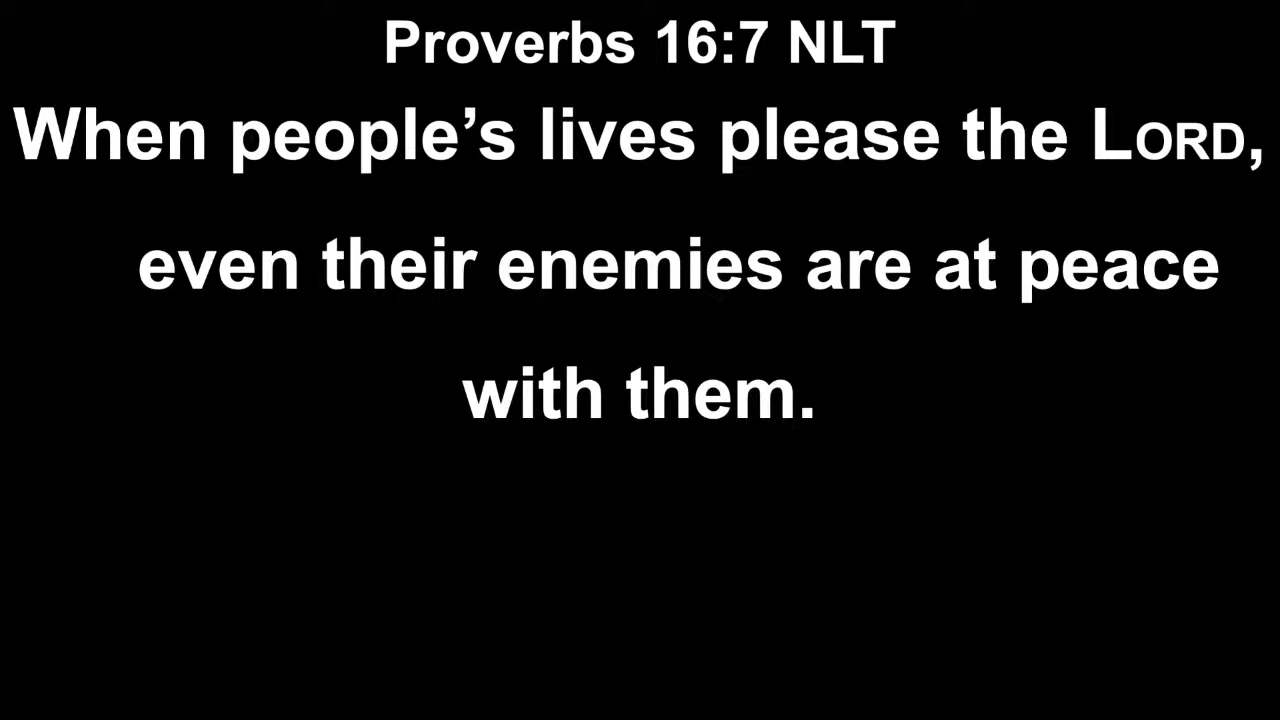 Proverbs 16:7 NLT
When people’s lives please the LORD,
even their enemies are at peace
with them.